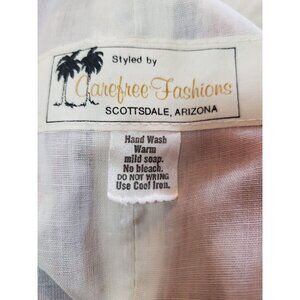 Styled by
Carefree Fashions
SCOTTSDALE, ARIZONA
Hand Wash
Warm
mild soap.
No bleach.
DO NOT WRING
Use Cool Iron.